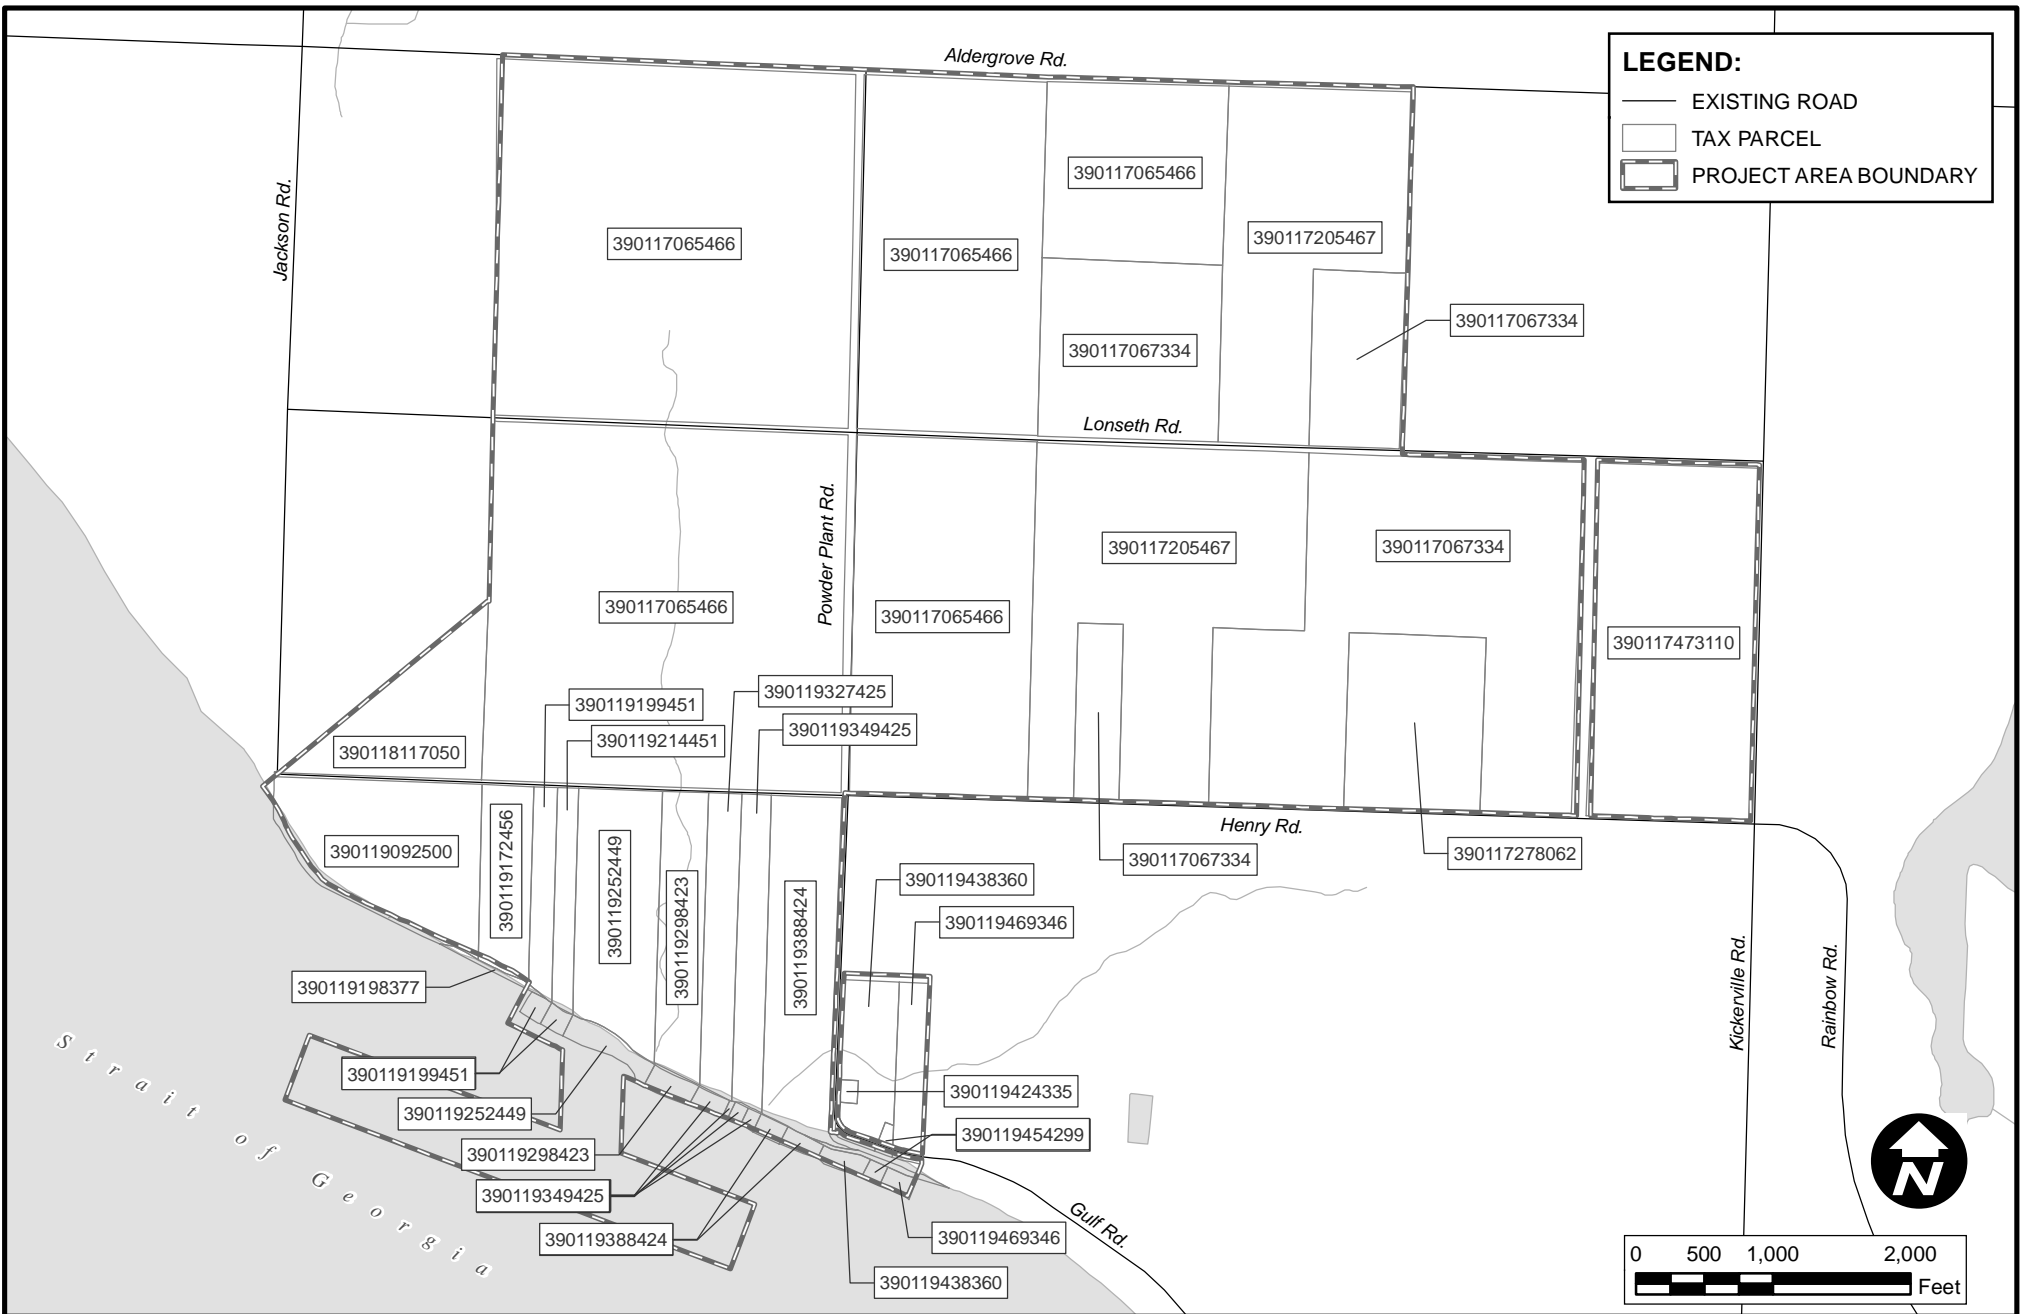 Aldergrove Rd.
LEGEND:
EXISTING ROAD
TAX PARCEL
PROJECT AREA BOUNDARY
Jackson Rd.
390117065466
390117065466
390117065466
390117205467
390117067334
390117067334
Lonseth Rd.
Powder Plant Rd.
390117205467
390117067334
390117065466
390117065466
390117473110
390119327425
390119199451
390119349425
390119214451
390118117050
Henry Rd.
390119092500
390119172456
390119252449
390119298423
390119388424
390117067334
390117278062
390119438360
390119469346
Kickerville Rd.
Rainbow Rd.
390119198377
390119199451
390119252449
390119298423
390119349425
390119388424
390119424335
390119454299
390119469346
390119438360
Gulf Rd.
Strait of Georgia
N
0 500 1,000 2,000
Feet